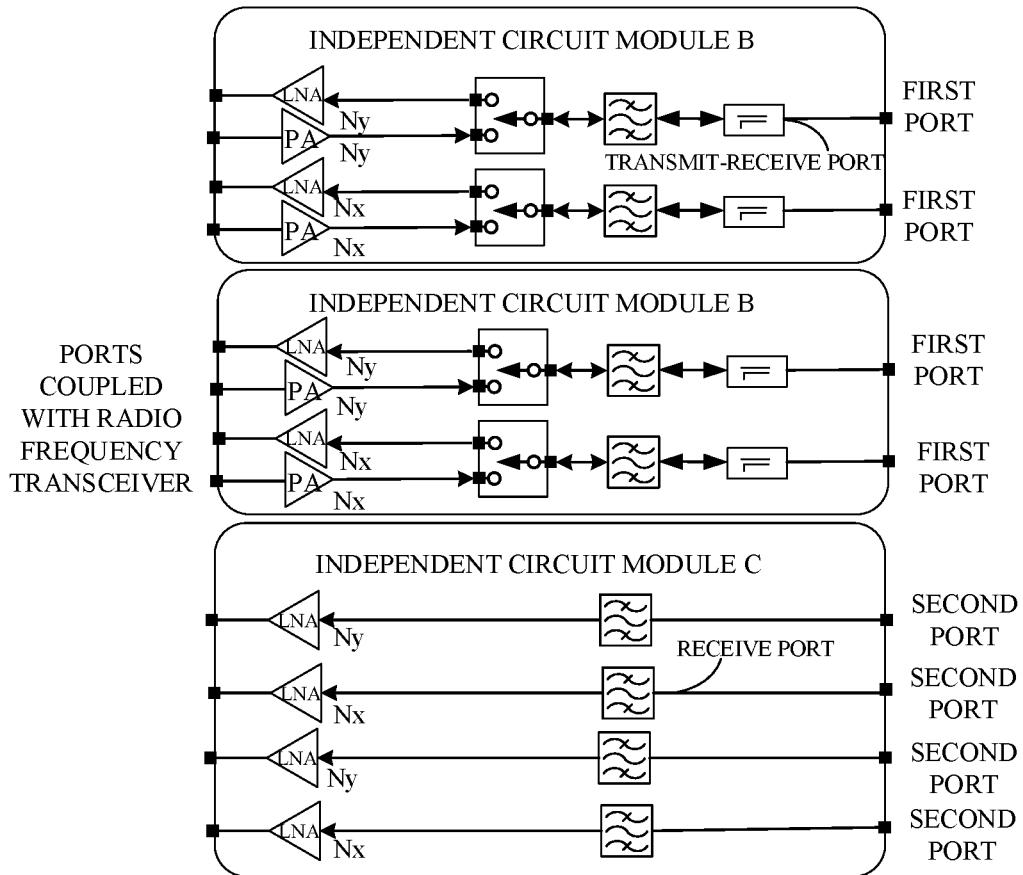 INDEPENDENT CIRCUIT MODULE B
LNA
Ny
PA
Ny
LNA
Nx
PA
Nx
TRANSMIT-RECEIVE PORT
FIRST
PORT
FIRST
PORT
INDEPENDENT CIRCUIT MODULE B
LNA
Ny
PA
Ny
LNA
Nx
PA
Nx
FIRST
PORT
FIRST
PORT
PORTS
COUPLED
WITH RADIO
FREQUENCY
TRANSCEIVER
INDEPENDENT CIRCUIT MODULE C
LNA
Ny
SECOND
PORT
RECEIVE PORT
LNA
Nx
SECOND
PORT
LNA
Ny
SECOND
PORT
LNA
Nx
SECOND
PORT